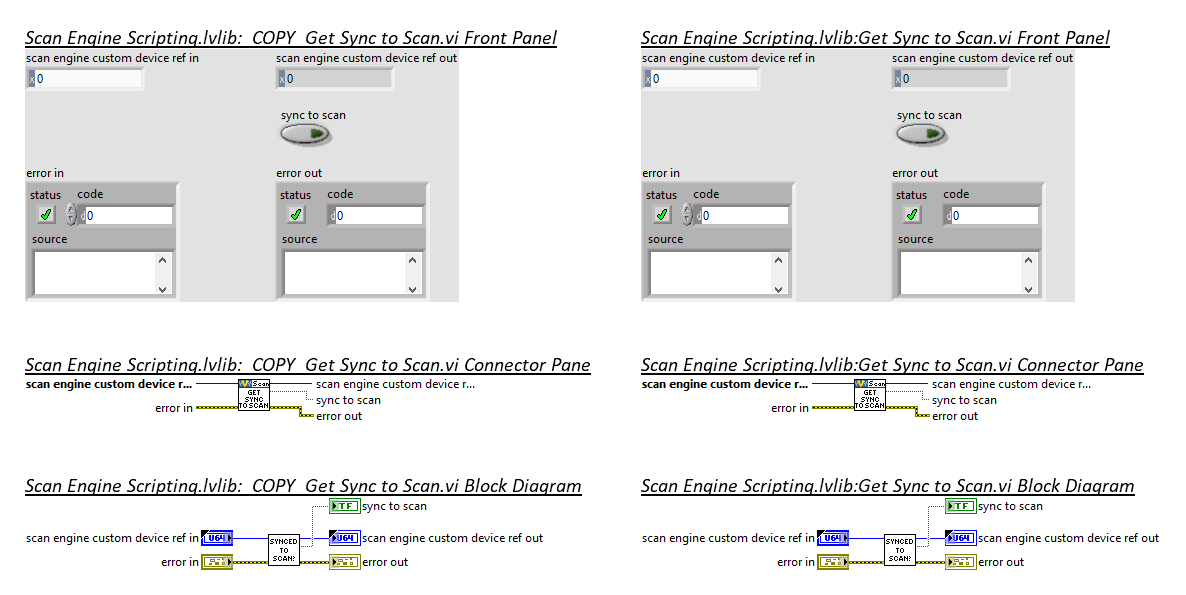 Scan Engine Scripting.lvlib:_COPY_Get Sync to Scan.vi Front Panel
scan engine custom device ref in
scan engine custom device ref out
x 0
x 0
sync to scan
error in
error out
status
code
status
code
d 0
d 0
source
source
Scan Engine Scripting.lvlib:Get Sync to Scan.vi Front Panel
scan engine custom device ref in
scan engine custom device ref out
x 0
x 0
sync to scan
error in
error out
status
code
status
code
d 0
d 0
source
source
Scan Engine Scripting.lvlib:_COPY_Get Sync to Scan.vi Connector Pane
scan engine custom device r...
Scan
GET
SYNC
TO SCAN
scan engine custom device r...
sync to scan
error in
error out
Scan Engine Scripting.lvlib:Get Sync to Scan.vi Connector Pane
scan engine custom device r...
Scan
GET
SYNC
TO SCAN
scan engine custom device r...
sync to scan
error in
error out
Scan Engine Scripting.lvlib:_COPY_Get Sync to Scan.vi Block Diagram
TF
sync to scan
scan engine custom device ref in
U64
SYNCED
TO
SCAN?
U64
scan engine custom device ref out
error in
error out
Scan Engine Scripting.lvlib:Get Sync to Scan.vi Block Diagram
TF
sync to scan
scan engine custom device ref in
U64
SYNCED
TO
SCAN?
U64
scan engine custom device ref out
error in
error out